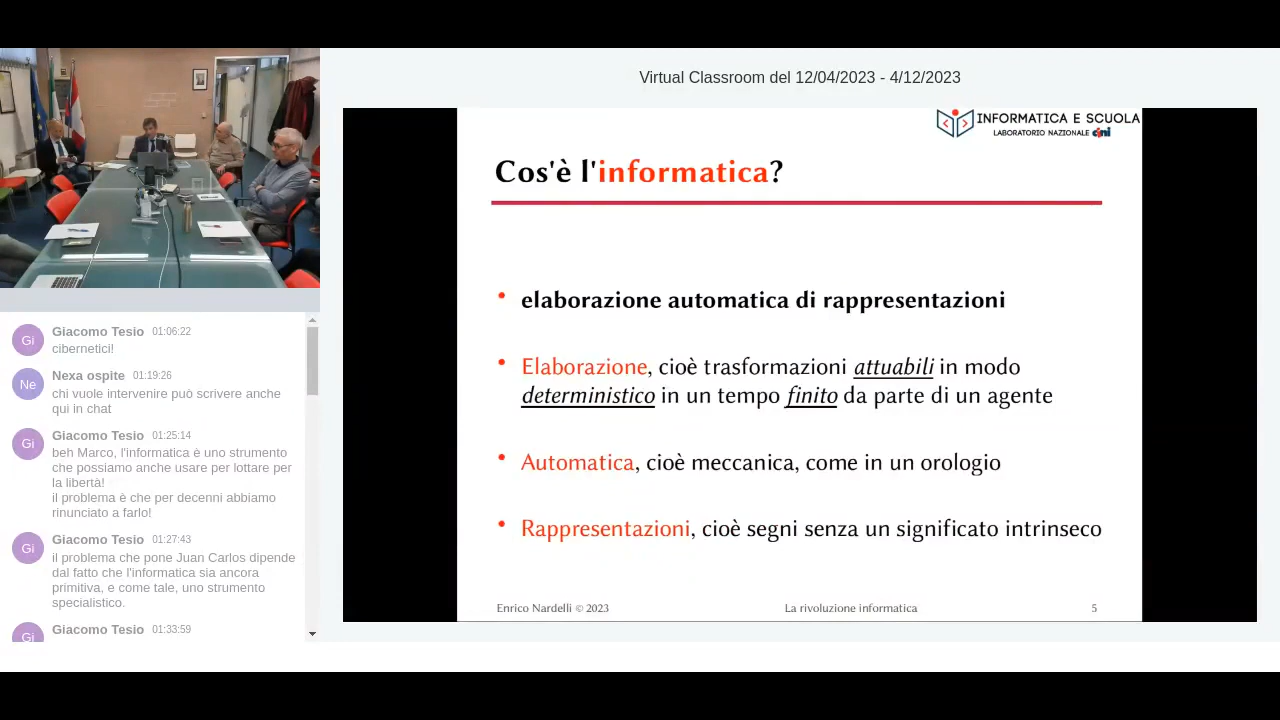 Virtual Classroom del 12/04/2023 - 4/12/2023
INFORMATICA E SCUOLA
LABORATORIO NAZIONALE cini
Cos'è l'informatica?
• elaborazione automatica di rappresentazioni
• Elaborazione, cioè trasformazioni attuabili in modo
deterministico in un tempo finito da parte di un agente
• Automatica, cioè meccanica, come in un orologio
• Rappresentazioni, cioè segni senza un significato intrinseco
Enrico Nardelli © 2023
La rivoluzione informatica
5
Gi
Giacomo Tesio 01:06:22
cibernetici!
Ne
Nexa ospite 01:19:26
chi vuole intervenire può scrivere anche
qui in chat
Gi
Giacomo Tesio 01:25:14
beh Marco, l'informatica è uno strumento
che possiamo anche usare per lottare per
la libertà!
il problema è che per decenni abbiamo
rinunciato a farlo!
Gi
Giacomo Tesio 01:27:43
il problema che pone Juan Carlos dipende
dal fatto che l'informatica sia ancora
primitiva, e come tale, uno strumento
specialistico.
Gi
Giacomo Tesio 01:33:59